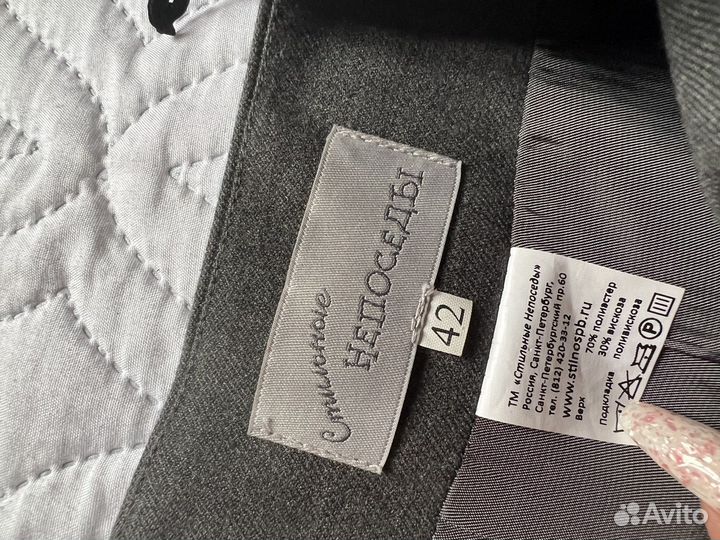 Стильные
НЕПОСЕДЫ
42
ТМ «Стильные Непоседы»
Россия, Санкт-Петербург,
Санкт-Петербургский пр.60
тел. (812) 420-33-12
www.stilnospb.ru
Верх 70% полиэстер
30% вискоза
Подкладка поливискоза
P
Avito